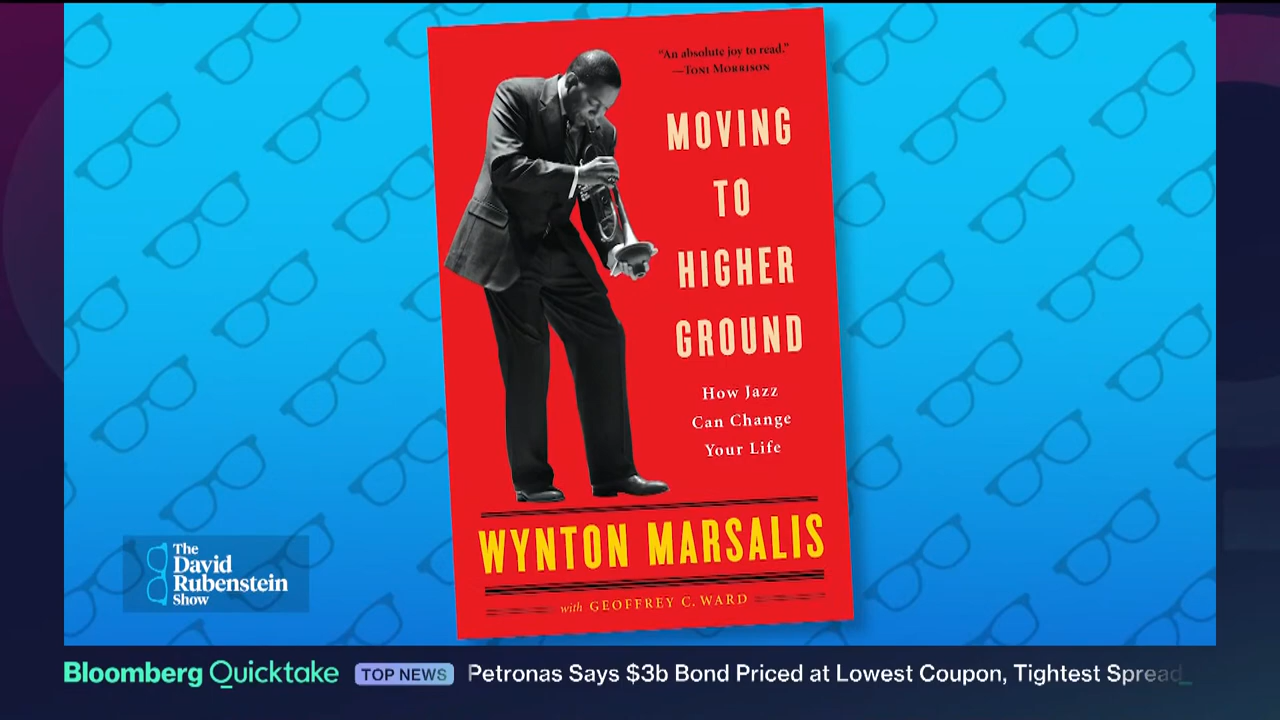 “An absolute joy to read.”
—TONI MORRISON
MOVING
TO
HIGHER
GROUND
How Jazz
Can Change
Your Life
WYNTON MARSALIS
with GEOFFREY C. WARD
The
David
Rubenstein
Show
Bloomberg Quicktake TOP NEWS Petronas Says $3b Bond Priced at Lowest Coupon, Tightest Spread_